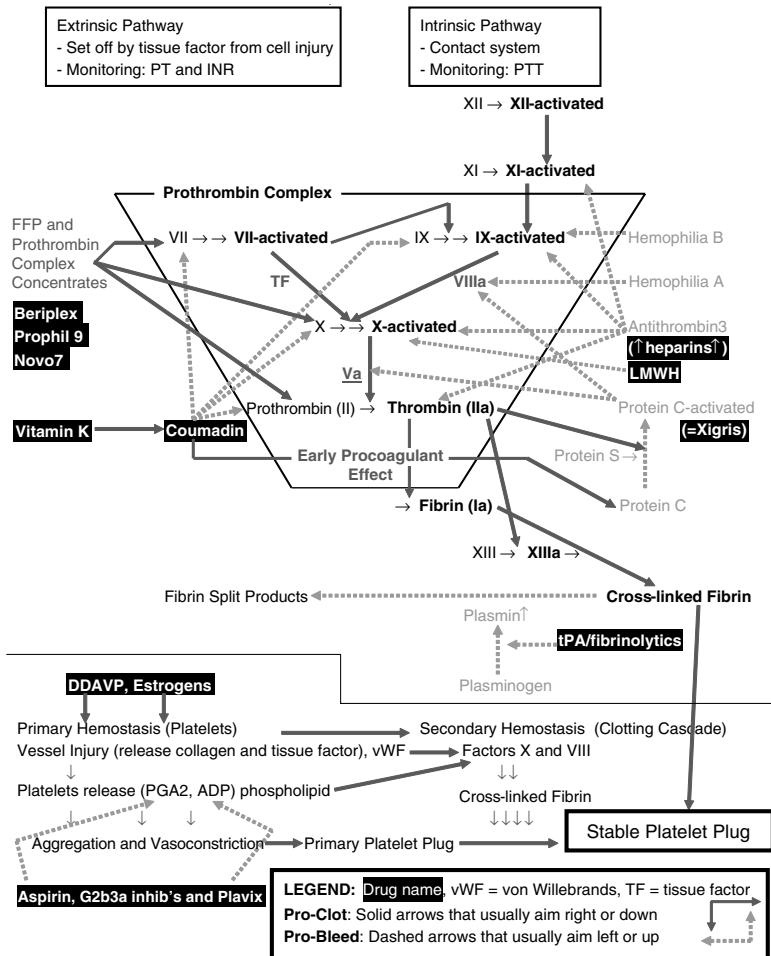 Extrinsic Pathway
- Set off by tissue factor from cell injury
- Monitoring: PT and INR
Intrinsic Pathway
- Contact system
- Monitoring: PTT
XII → XII-activated
XI → XI-activated
Prothrombin Complex
FFP and
Prothrombin
Complex
Concentrates
VII → → VII-activated
IX → → IX-activated
Hemophilia B
TF
VIIIa
Hemophilia A
Beriplex
Prophil 9
Novo7
X → → X-activated
Antithrombin3
(↑heparins↑)
LMWH
Va
Prothrombin (II) → Thrombin (IIa)
Protein C-activated
(=Xigris)
Vitamin K
Coumadin
Early Procoagulant
Effect
Protein S →
→ Fibrin (Ia)
Protein C
XIII → XIIIa →
Fibrin Split Products
Cross-linked Fibrin
Plasmin↑
tPA/fibrinolytics
Plasminogen
DDAVP, Estrogens
Primary Hemostasis (Platelets)
Secondary Hemostasis (Clotting Cascade)
Vessel Injury (release collagen and tissue factor), vWF
Factors X and VIII
↓
↓↓
Platelets release (PGA2, ADP) phospholipid
Cross-linked Fibrin
↓ ↓ ↓
↓↓↓↓
Aggregation and Vasoconstriction
Primary Platelet Plug
Stable Platelet Plug
Aspirin, G2b3a inhib's and Plavix
LEGEND: Drug name, vWF = von Willebrands, TF = tissue factor
Pro-Clot: Solid arrows that usually aim right or down
Pro-Bleed: Dashed arrows that usually aim left or up